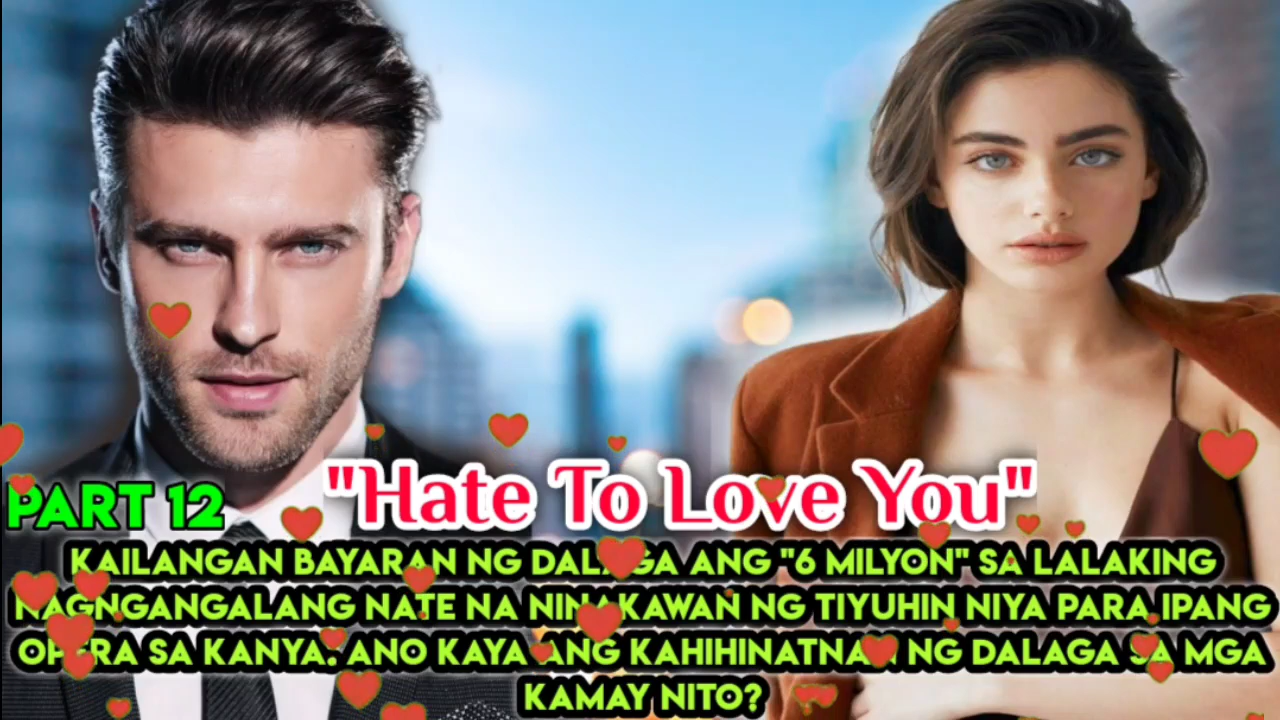 "Hate To Love You"
PART 12
KAILANGAN BAYARAN NG DALAGA ANG "6 MILYON" SA LALAKING
NAGNGANGALANG NATE NA NINAKAWAN NG TIYUHIN NIYA PARA IPANG
OPERA SA KANYA. ANO KAYA ANG KAHIHINATNAN NG DALAGA SA MGA
KAMAY NITO?